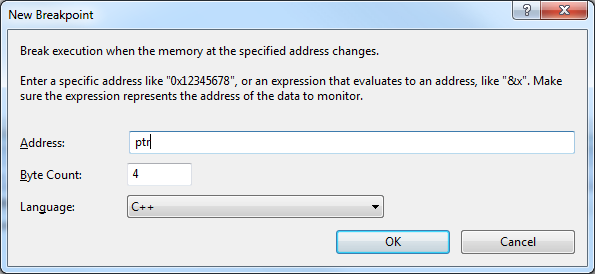 New Breakpoint
Break execution when the memory at the specified address changes.
Enter a specific address like "0x12345678", or an expression that evaluates to an address, like "&x". Make
sure the expression represents the address of the data to monitor.
Address: ptr
Byte Count: 4
Language: C++
OK Cancel